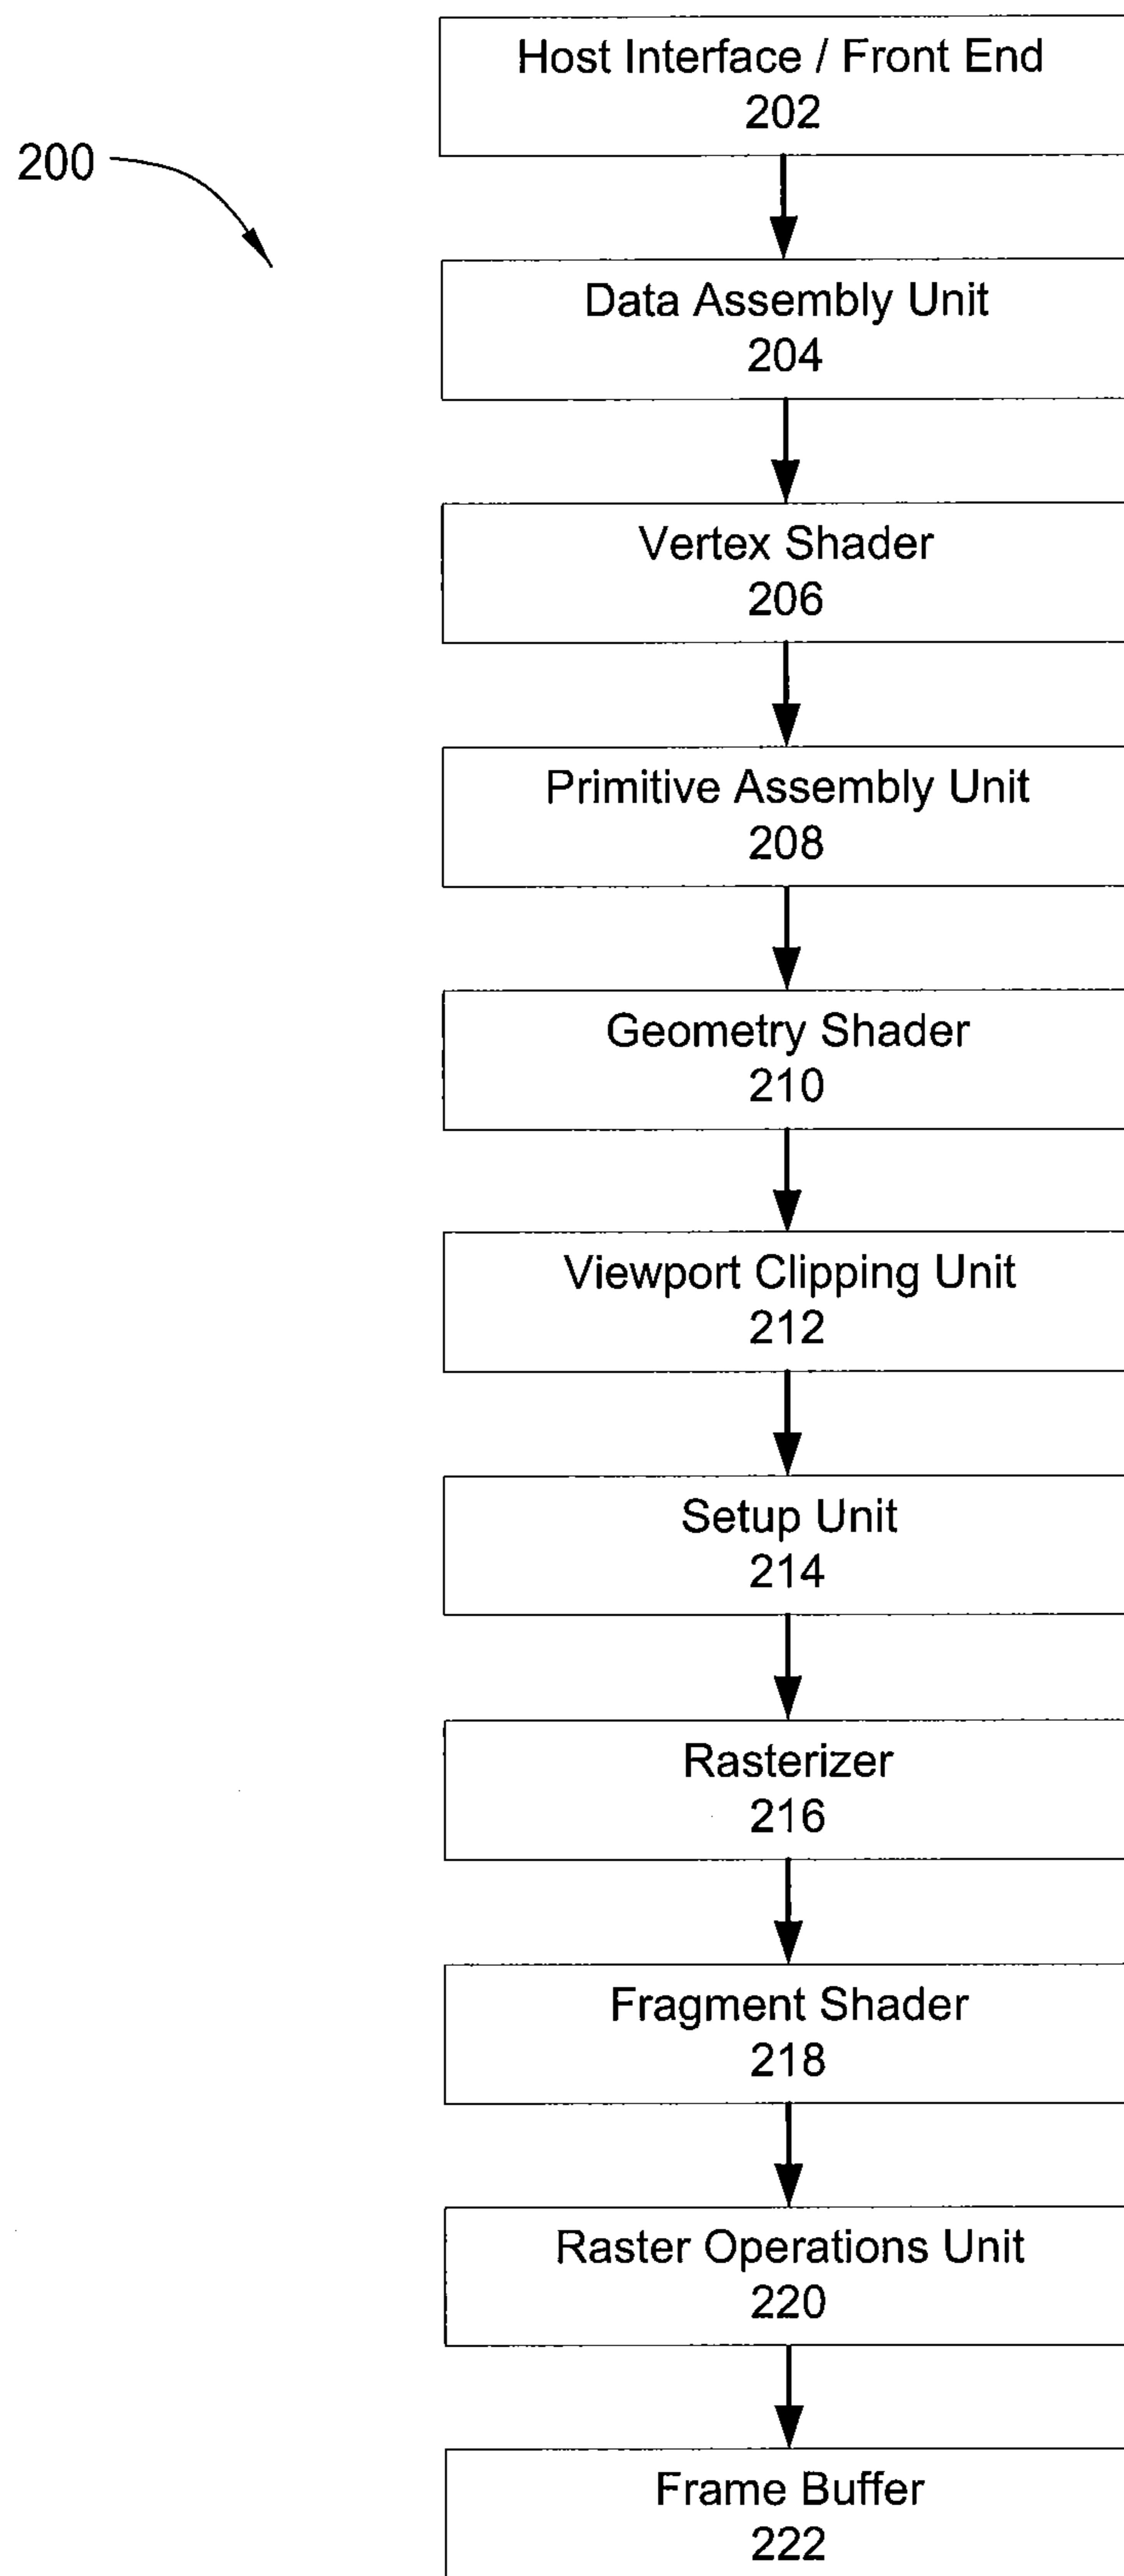 Host Interface / Front End
202
200
Data Assembly Unit
204
Vertex Shader
206
Primitive Assembly Unit
208
Geometry Shader
210
Viewport Clipping Unit
212
Setup Unit
214
Rasterizer
216
Fragment Shader
218
Raster Operations Unit
220
Frame Buffer
222